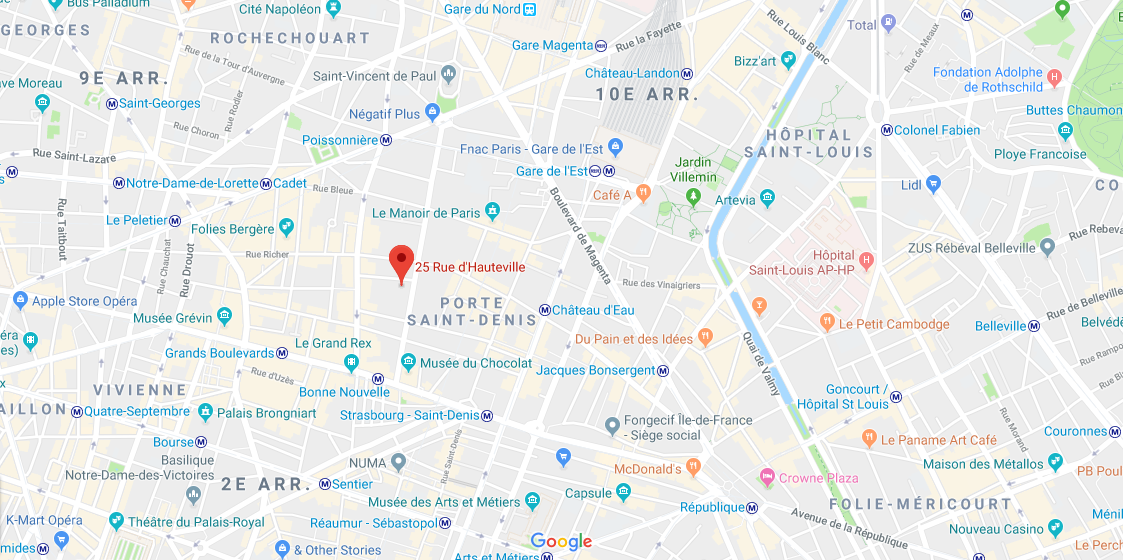 Bus Palladium
Cité Napoléon
Gare du Nord
GEORGES
ROCHECHOUART
Gare Magenta
Rue la Fayette
Rue Louis Blanc
Total
Rue de Meaux
Rue de la Tour d'Auvergne
Saint-Vincent de Paul
Château-Landon
Bizz'art
9E ARR.
10E ARR.
Fondation Adolphe
de Rothschild
Moreau
Saint-Georges
Rue Rodier
Négatif Plus
Buttes Chaumon
Rue Choron
Poissonnière
HÔPITAL
SAINT-LOUIS
Colonel Fabien
Rue Saint-Lazare
Fnac Paris - Gare de l'Est
Ploye Francoise
Gare de l'Est
Jardin
Villemin
Notre-Dame-de-Lorette
Cadet
Rue Bleue
Café A
Artevia
Lidl
CO
Le Peletier
Rue Taitbout
Folies Bergère
Le Manoir de Paris
Boulevard de Magenta
Rue Rebeva
Rue Chauchat
Rue Drouot
Rue Richer
25 Rue d'Hauteville
Hôpital
Saint-Louis AP-HP
ZUS Rébéval Belleville
Rue des Vinaigriers
Rue de Belleville
Apple Store Opéra
Musée Grévin
PORTE
SAINT-DENIS
Château d'Eau
Le Petit Cambodge
Belleville
Belvédè
éra
es)
Grands Boulevards
Le Grand Rex
Du Pain et des Idées
Quai de Valmy
Rue Rampo
Rue d'Uzès
Musée du Chocolat
Jacques Bonsergent
VIVIENNE
Bonne Nouvelle
Goncourt /
Hôpital St Louis
AILLON
Quatre-Septembre
Palais Brongniart
Strasbourg - Saint-Denis
Fongecif Île-de-France
- Siège social
Rue Morand
Couronnes
Bourse
Le Paname Art Café
Basilique
Notre-Dame-des-Victoires
NUMA
Rue Saint-Denis
McDonald's
Crowne Plaza
Maison des Métallos
PB Poul
2E ARR.
Sentier
Musée des Arts et Métiers
Capsule
République
FOLIE-MÉRICOURT
K-Mart Opéra
Théâtre du Palais-Royal
Réaumur - Sébastopol
Avenue de la République
Nouveau Casino
Ménil
mides
& Other Stories
Google
Arts et Métiers
Le Perch